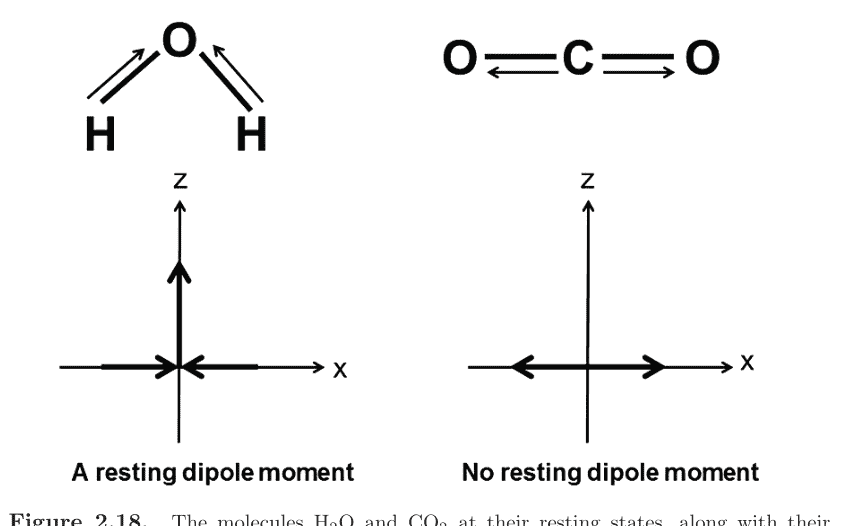 O
O C O
H H
z z
x x
A resting dipole moment No resting dipole moment
Figure 2.18. The molecules H2O and CO2 at their resting states, along with their